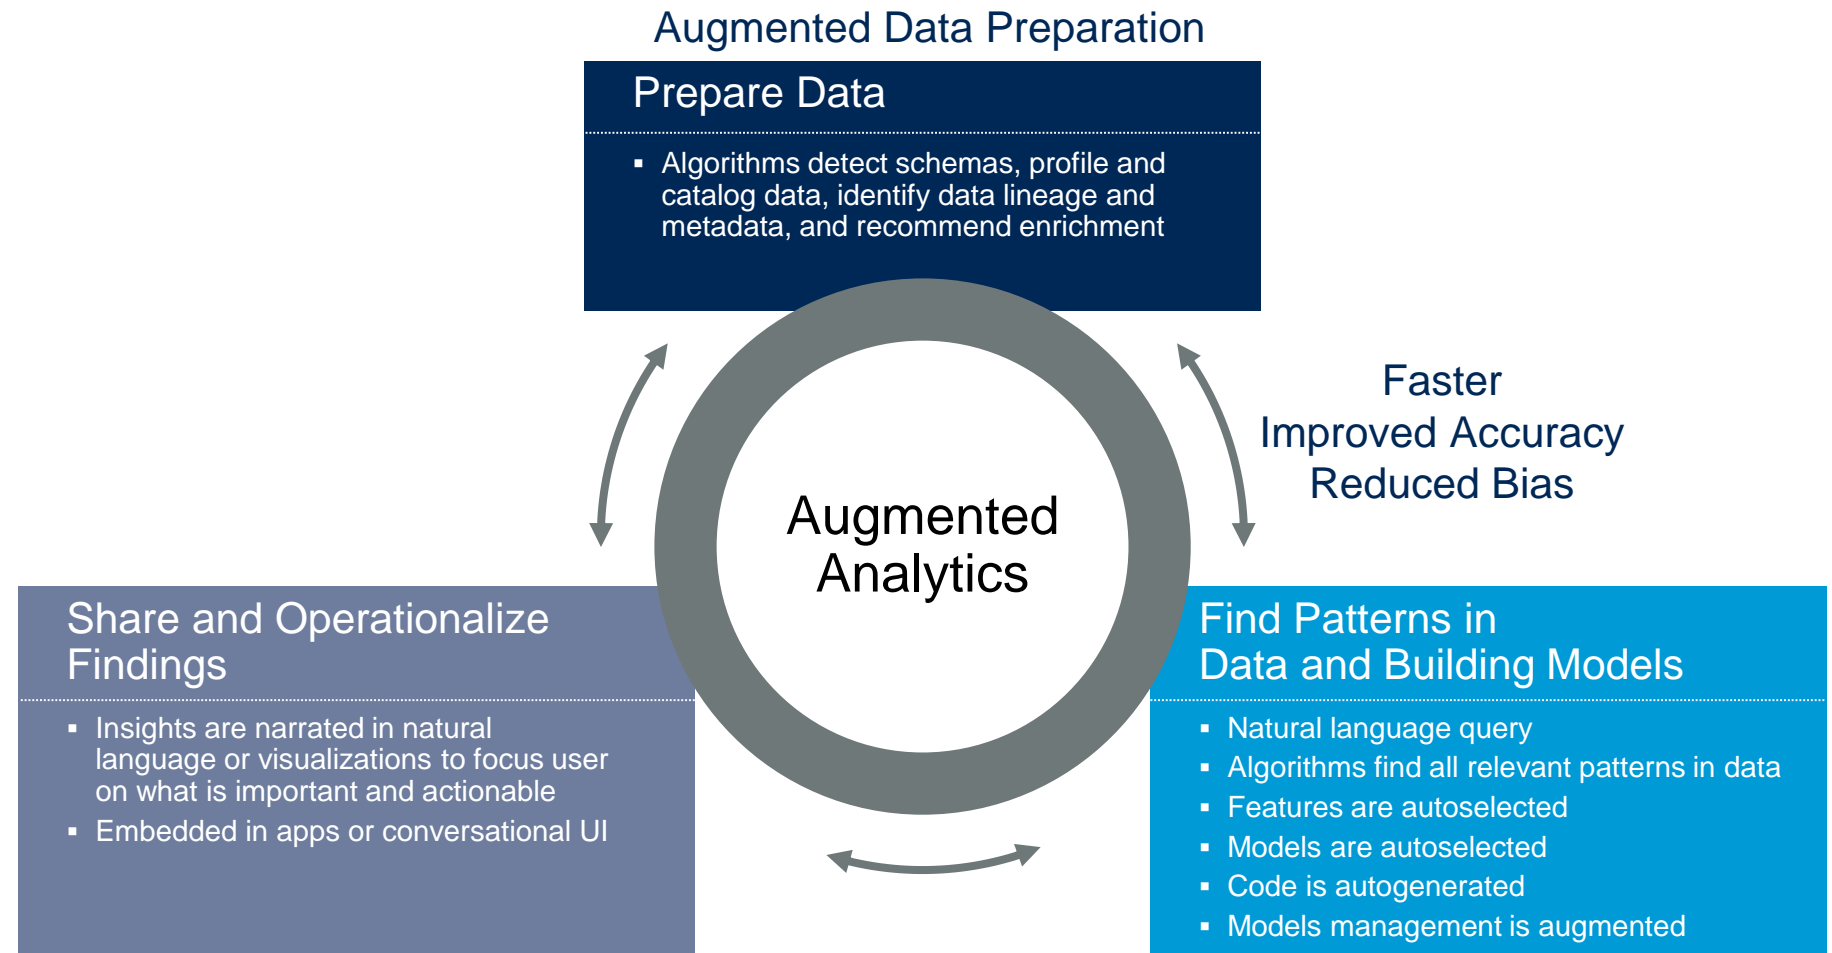 Augmented Data Preparation
Prepare Data
▪ Algorithms detect schemas, profile and
catalog data, identify data lineage and
metadata, and recommend enrichment
Faster
Improved Accuracy
Reduced Bias
Augmented
Analytics
Share and Operationalize
Findings
▪ Insights are narrated in natural
language or visualizations to focus user
on what is important and actionable
▪ Embedded in apps or conversational UI
Find Patterns in
Data and Building Models
▪ Natural language query
▪ Algorithms find all relevant patterns in data
▪ Features are autoselected
▪ Models are autoselected
▪ Code is autogenerated
▪ Models management is augmented